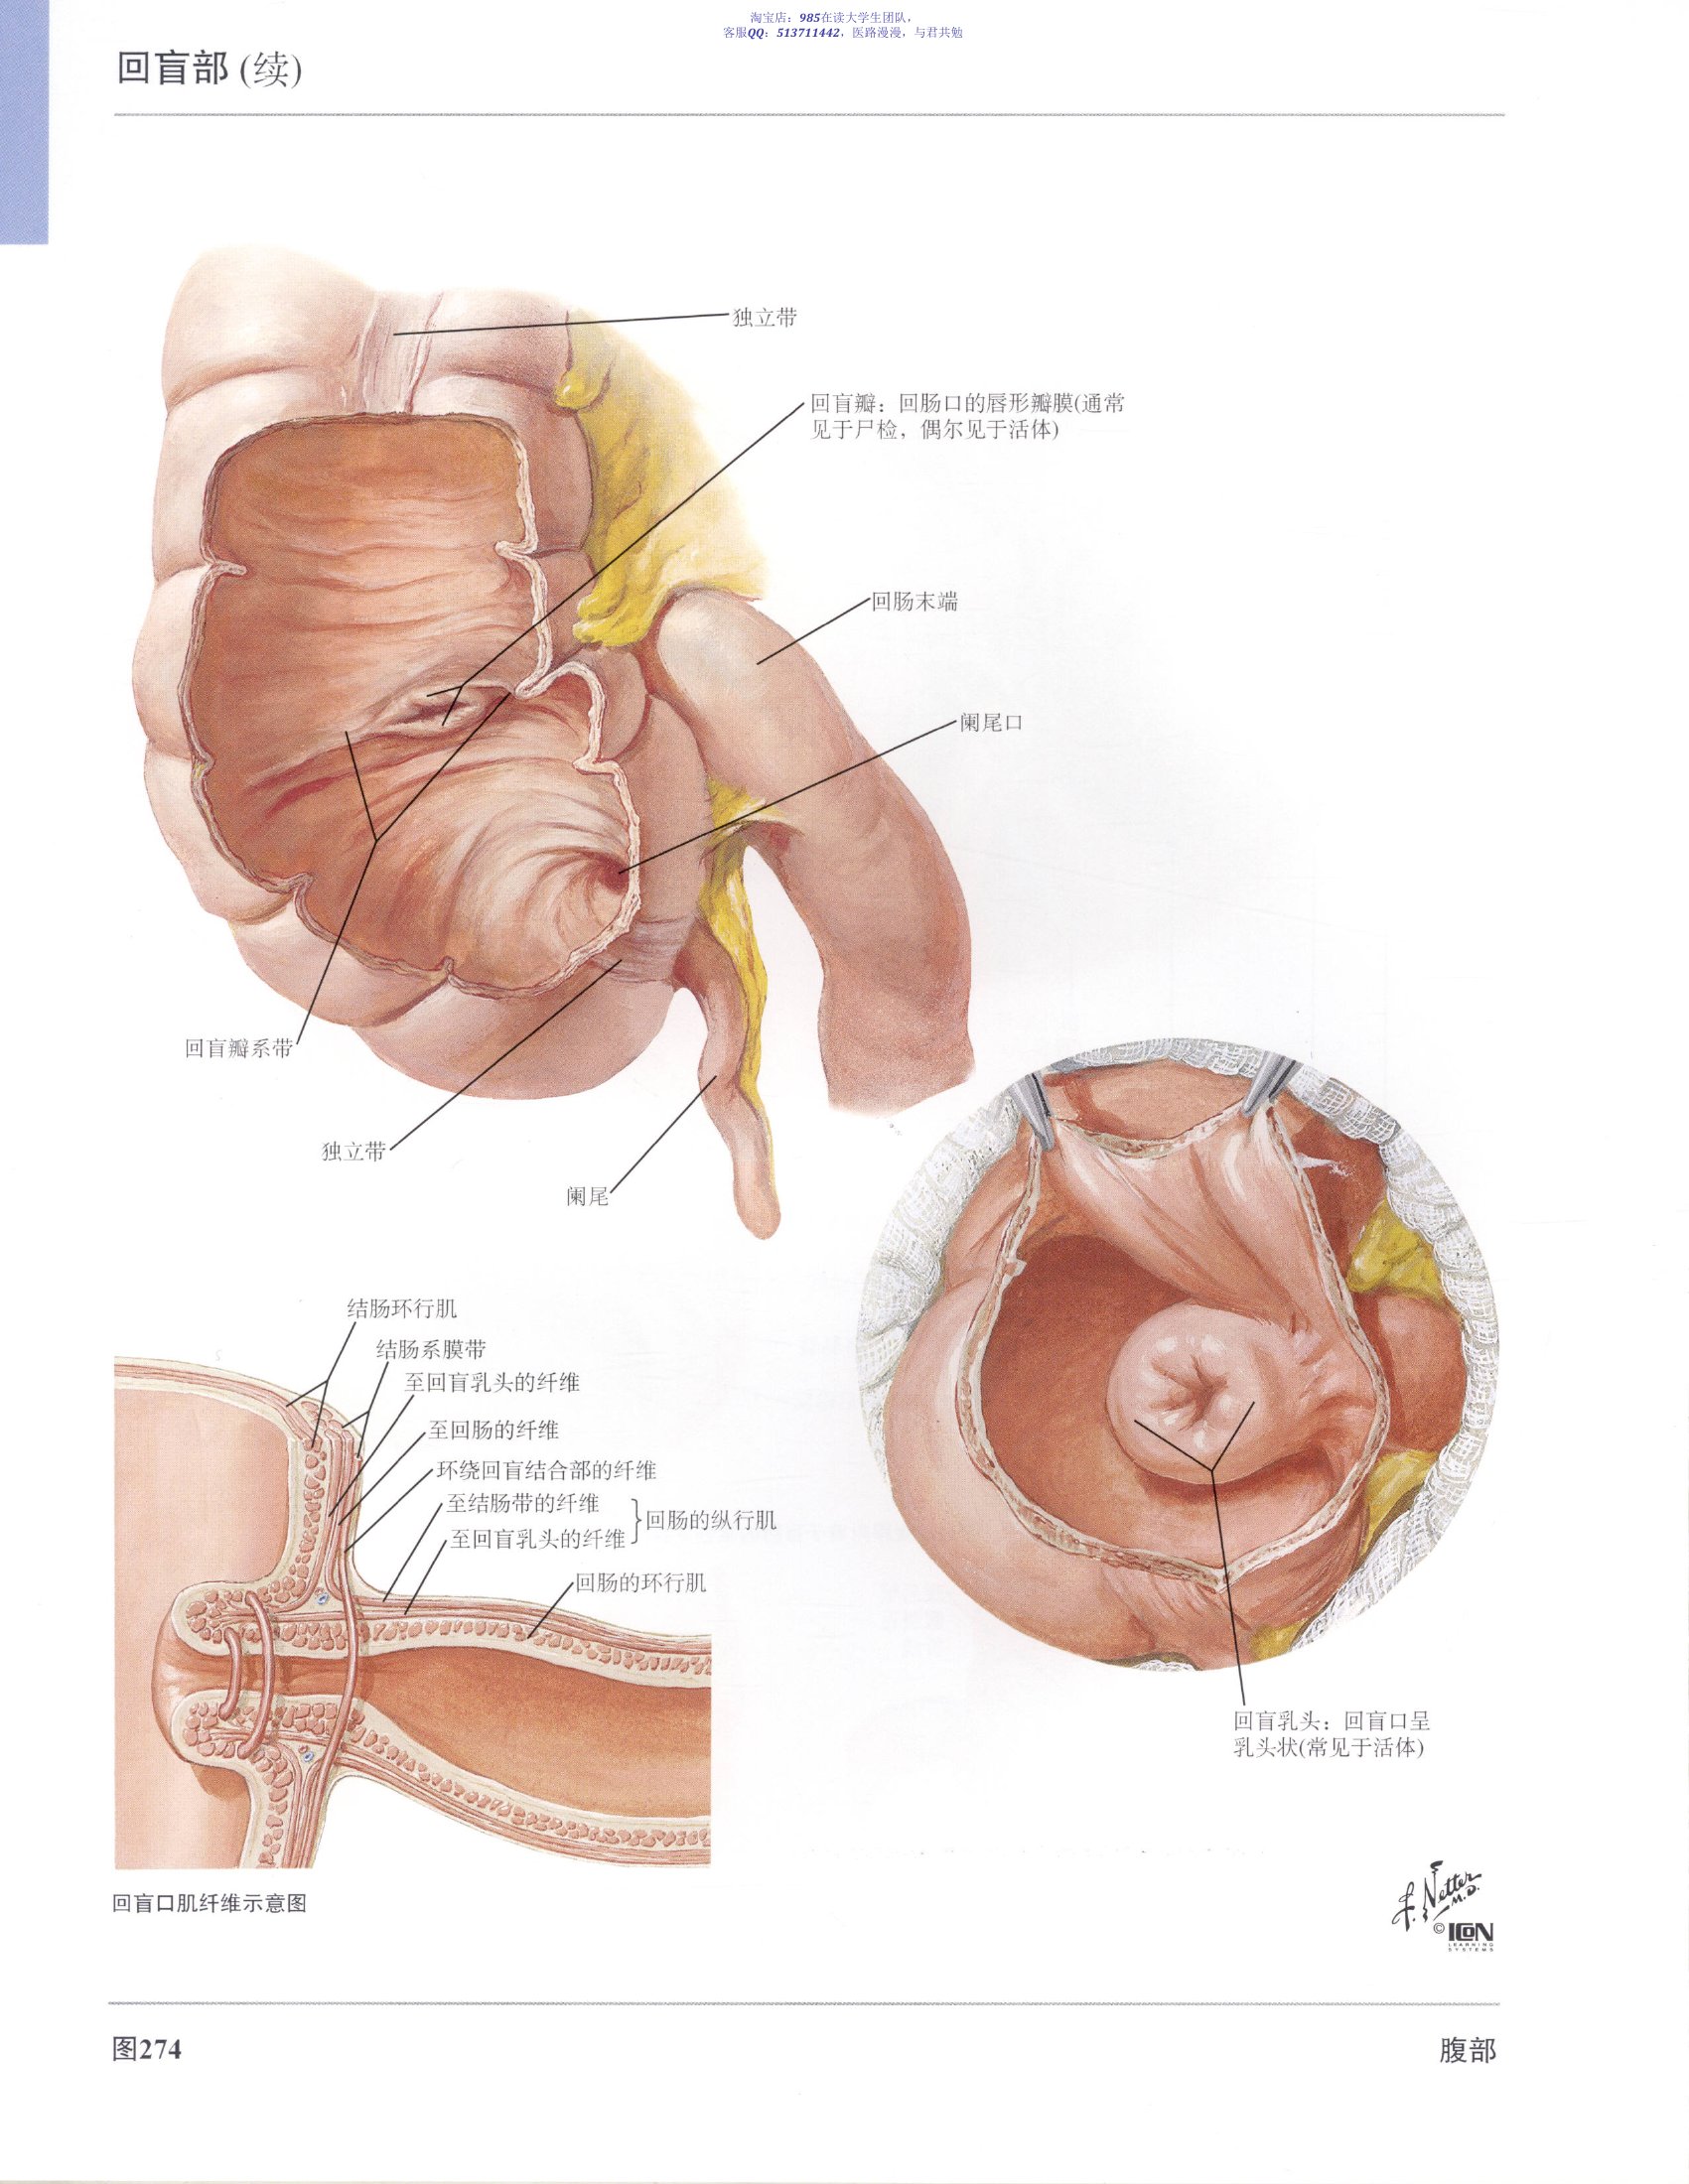 淘宝店：985在读大学生团队，
客服QQ：513711442，医路漫漫，与君共勉
回盲部 (续)
独立带
回盲瓣：回肠口的唇形瓣膜(通常
见于尸检，偶尔见于活体)
回肠末端
阑尾口
回盲瓣系带
独立带
阑尾
结肠环行肌
结肠系膜带
至回盲乳头的纤维
至回肠的纤维
环绕回盲结合部的纤维
至结肠带的纤维
至回盲乳头的纤维
回肠的纵行肌
回肠的环行肌
回盲乳头：回盲口呈
乳头状(常见于活体)
回盲口肌纤维示意图
F. Netter
M.D.
© ICON
LEARNING
SYSTEMS
图274
腹部